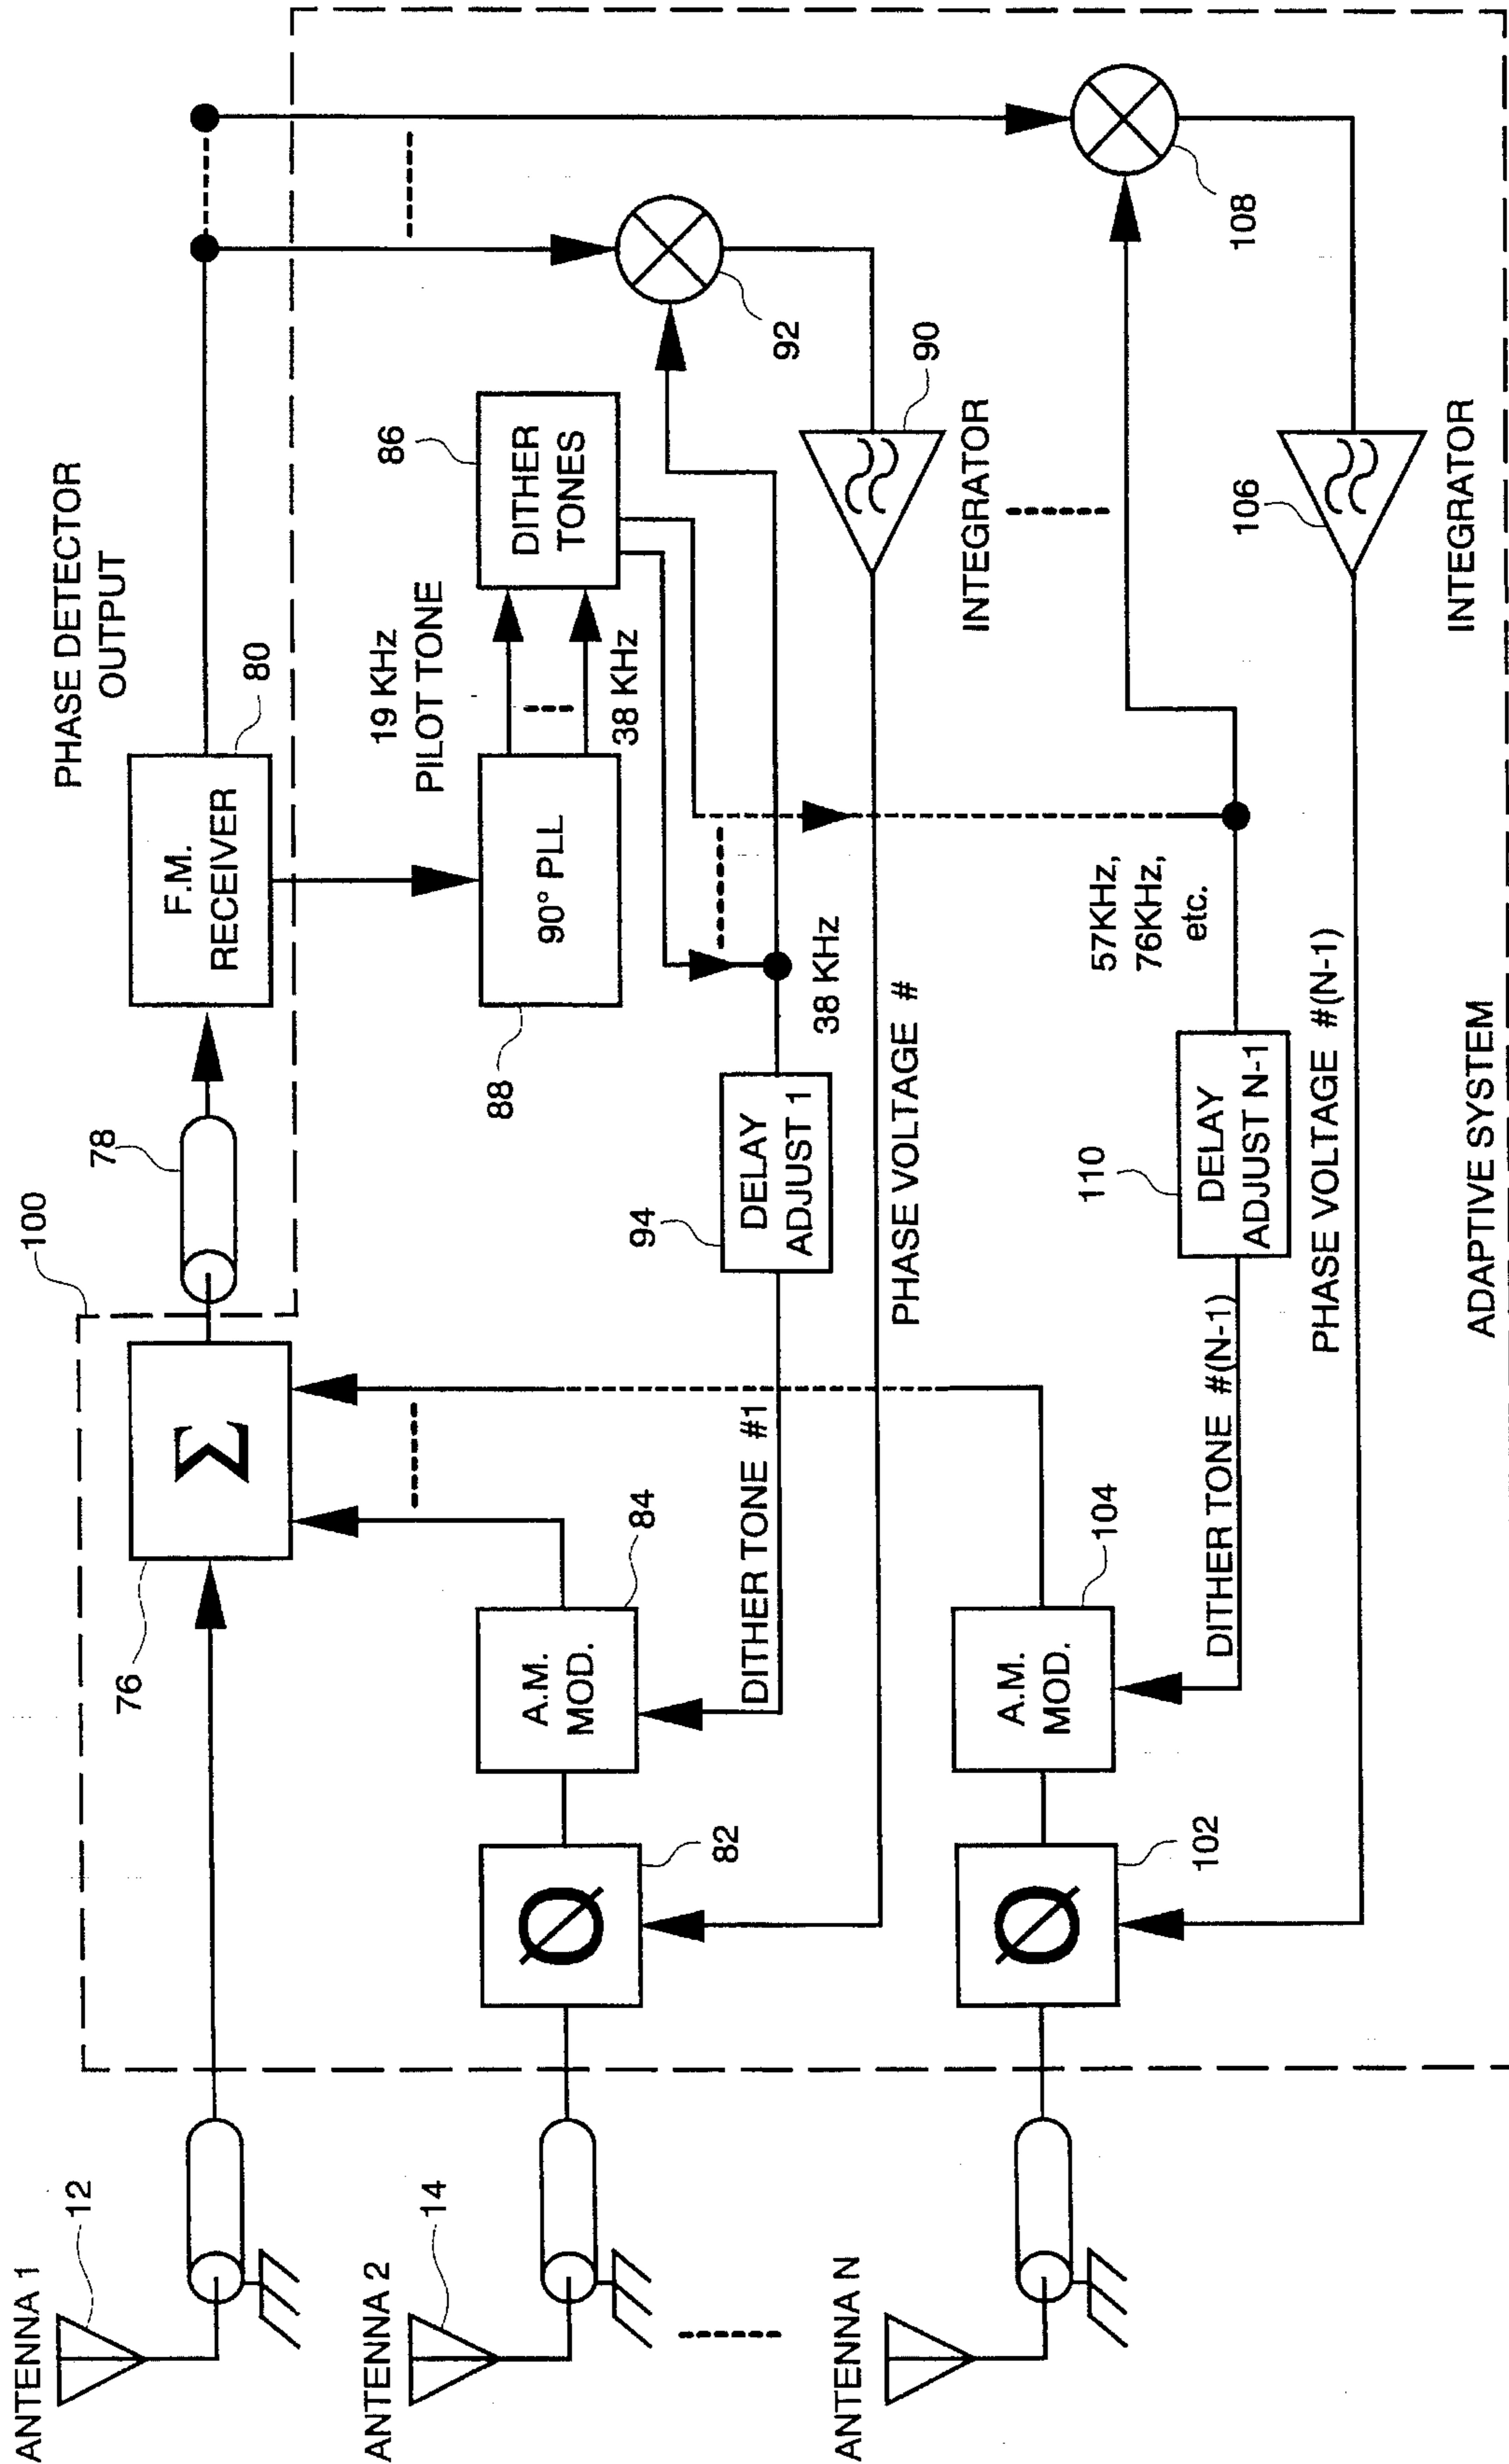 ANTENNA 1
12
ANTENNA 2
14
ANTENNA N
100
76
Σ
78
F.M.
RECEIVER
80
PHASE DETECTOR
OUTPUT
Ø
82
A.M.
MOD.
84
90° PLL
88
19 KHz
PILOT TONE
38 KHz
DITHER
TONES
86
92
DITHER TONE #1
94
DELAY
ADJUST 1
38 KHz
90
INTEGRATOR
PHASE VOLTAGE #
Ø
102
A.M.
MOD.
104
DITHER TONE #(N-1)
110
DELAY
ADJUST N-1
57KHz,
76KHz,
etc.
108
PHASE VOLTAGE #(N-1)
106
INTEGRATOR
ADAPTIVE SYSTEM